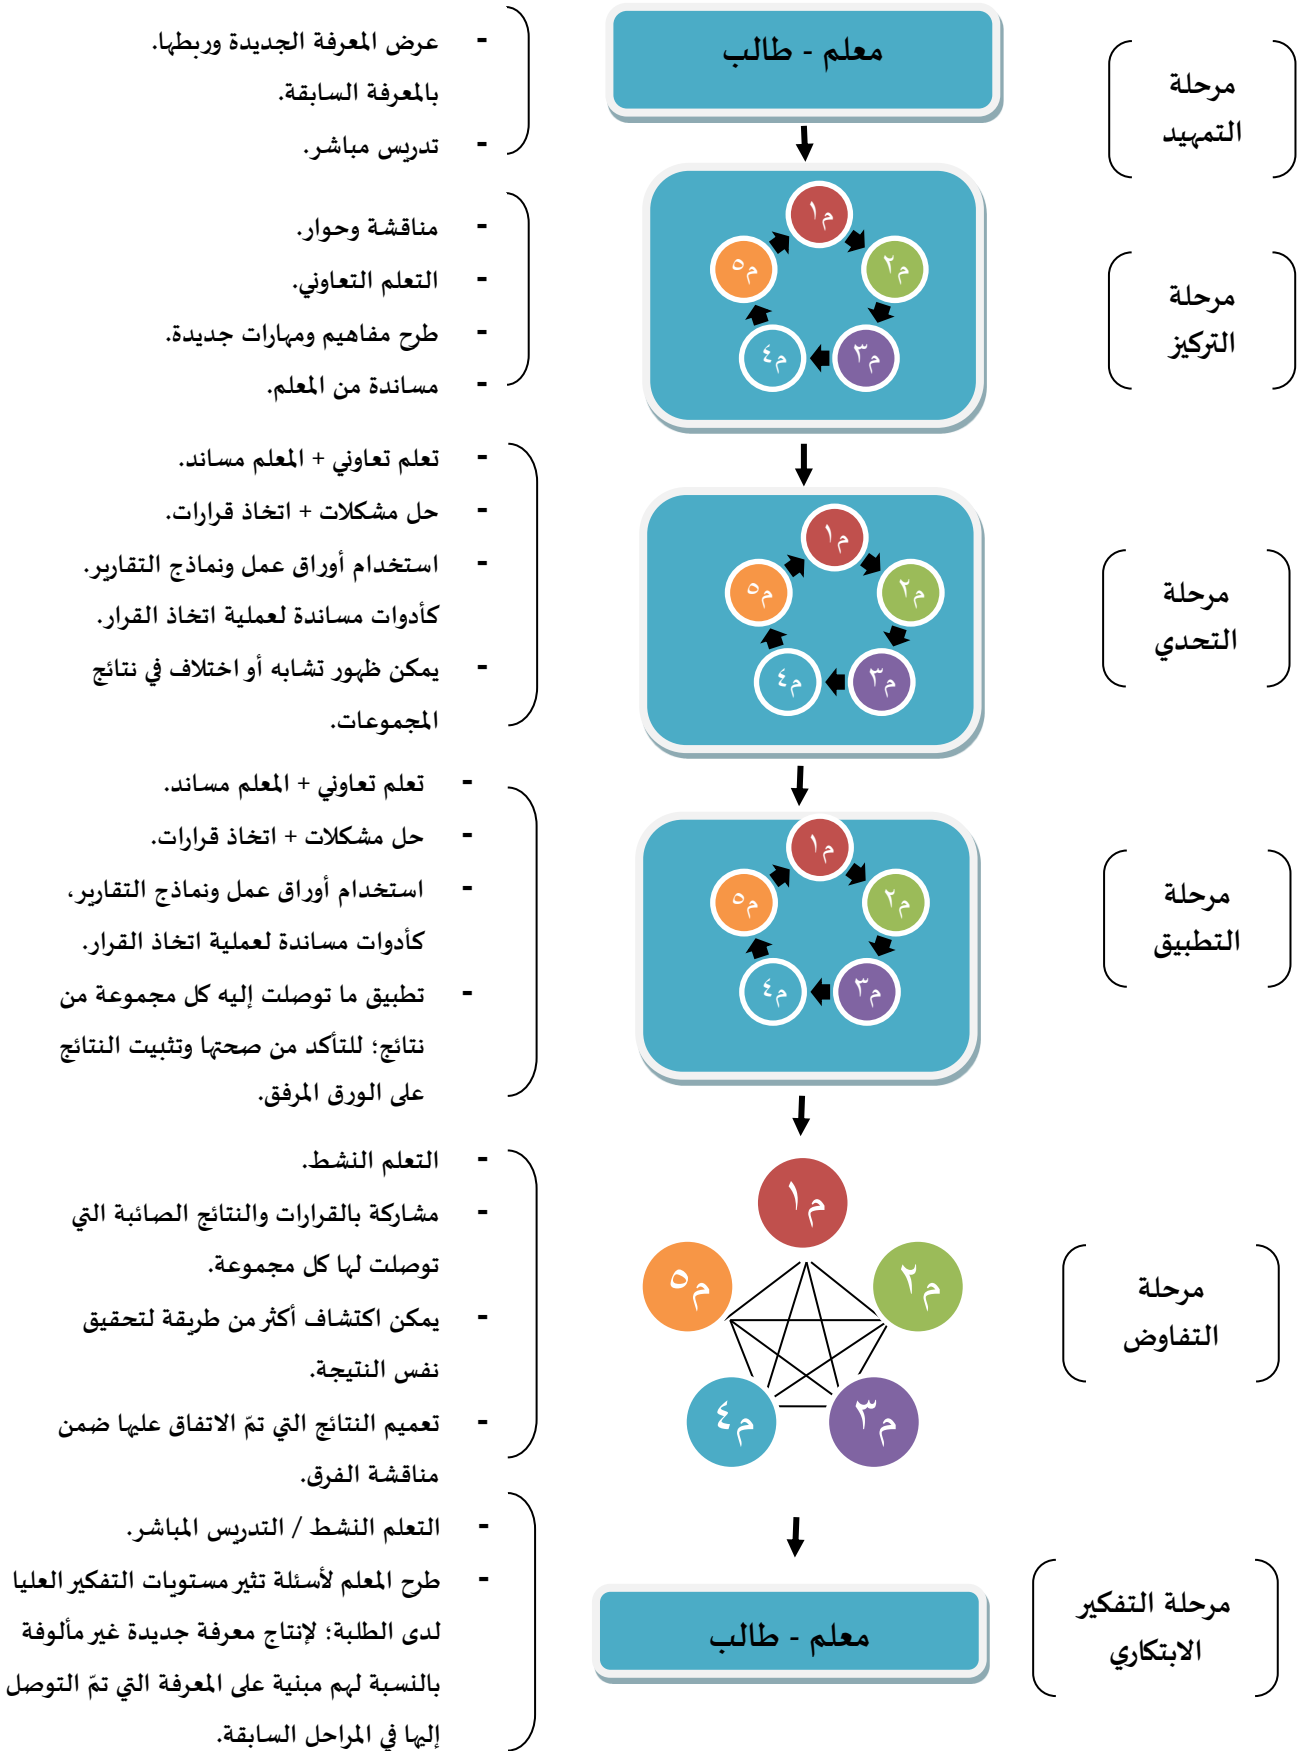 مرحلة
التمهيد
معلم - طالب
- عرض المعرفة الجديدة وربطها.
بالمعرفة السابقة.
- تدريس مباشر.
مرحلة
التركيز
م١
م٢
م٣
م٤
م٥
- مناقشة وحوار.
- التعلم التعاوني.
- طرح مفاهيم ومهارات جديدة.
- مساندة من المعلم.
مرحلة
التحدي
م١
م٢
م٣
م٤
م٥
- تعلم تعاوني + المعلم مساند.
- حل مشكلات + اتخاذ قرارات.
- استخدام أوراق عمل ونماذج التقارير.
كأدوات مساندة لعملية اتخاذ القرار.
- يمكن ظهور تشابه أو اختلاف في نتائج
المجموعات.
مرحلة
التطبيق
م١
م٢
م٣
م٤
م٥
- تعلم تعاوني + المعلم مساند.
- حل مشكلات + اتخاذ قرارات.
- استخدام أوراق عمل ونماذج التقارير،
كأدوات مساندة لعملية اتخاذ القرار.
- تطبيق ما توصلت إليه كل مجموعة من
نتائج؛ للتأكد من صحتها وتثبيت النتائج
على الورق المرفق.
مرحلة
التفاوض
م١
م٢
م٣
م٤
م٥
- التعلم النشط.
- مشاركة بالقرارات والنتائج الصائبة التي
توصلت لها كل مجموعة.
- يمكن اكتشاف أكثر من طريقة لتحقيق
نفس النتيجة.
- تعميم النتائج التي تمّ الاتفاق عليها ضمن
مناقشة الفرق.
مرحلة التفكير
الابتكاري
معلم - طالب
- التعلم النشط / التدريس المباشر.
- طرح المعلم لأسئلة تثير مستويات التفكير العليا
لدى الطلبة؛ لإنتاج معرفة جديدة غير مألوفة
بالنسبة لهم مبنية على المعرفة التي تمّ التوصل
إليها في المراحل السابقة.